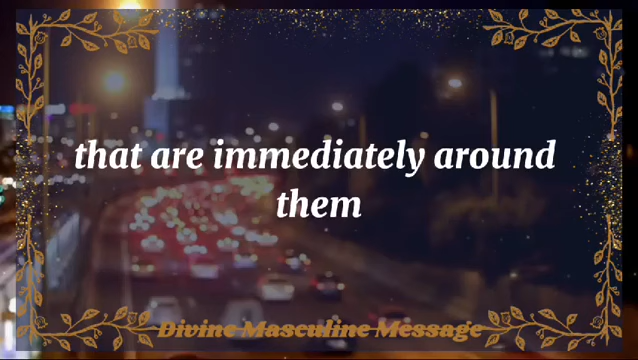 that are immediately around
them
Divine Masculine Message